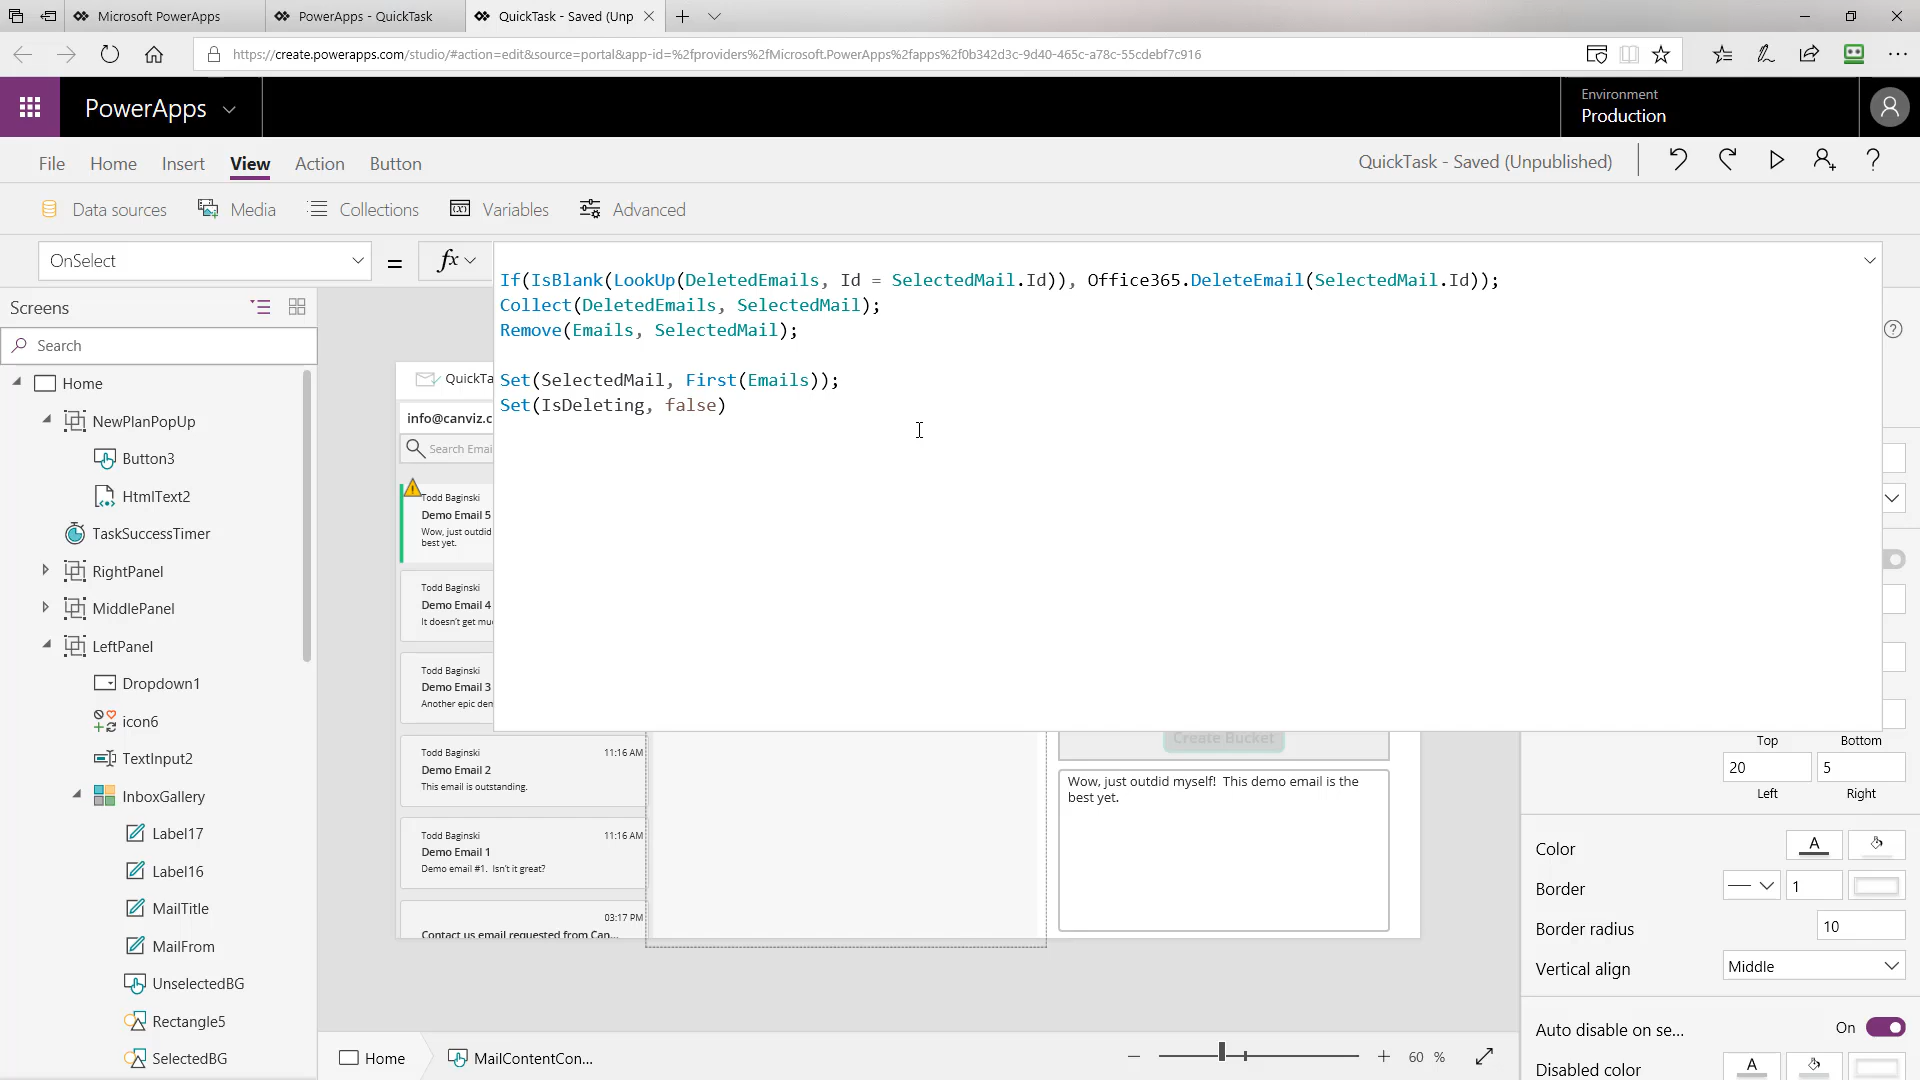 Microsoft PowerApps
PowerApps - QuickTask
QuickTask - Saved (Unp
https://create.powerapps.com/studio/#action=edit&source=portal&app-id=%2fproviders%2fMicrosoft.PowerApps%2fapps%2f0b342d3c-9d40-465c-a78c-55cdebf7c916
PowerApps
Environment
Production
File Home Insert View Action Button
QuickTask - Saved (Unpublished)
Data sources Media Collections Variables Advanced
OnSelect = fx
If(IsBlank(LookUp(DeletedEmails, Id = SelectedMail.Id)), Office365.DeleteEmail(SelectedMail.Id));
Collect(DeletedEmails, SelectedMail);
Remove(Emails, SelectedMail);
Set(SelectedMail, First(Emails));
Set(IsDeleting, false)
Screens
Search
Home
NewPlanPopUp
Button3
HtmlText2
TaskSuccessTimer
RightPanel
MiddlePanel
LeftPanel
Dropdown1
icon6
TextInput2
InboxGallery
Label17
Label16
MailTitle
MailFrom
UnselectedBG
Rectangle5
SelectedBG
QuickTa
info@canviz.c
Search Emai
Todd Baginski
Demo Email 5
Wow, just outdid
best yet.
Todd Baginski
Demo Email 4
It doesn't get mu
Todd Baginski
Demo Email 3
Another epic den
Todd Baginski 11:16 AM
Demo Email 2
This email is outstanding.
Todd Baginski 11:16 AM
Demo Email 1
Demo email #1. Isn't it great?
03:17 PM
Contact us email requested from Can...
Create Bucket
Wow, just outdid myself! This demo email is the
best yet.
Top Bottom
20 5
Left Right
Color A
Border 1
Border radius 10
Vertical align Middle
Auto disable on se... On
Disabled color A
Home MailContentCon...
60 %